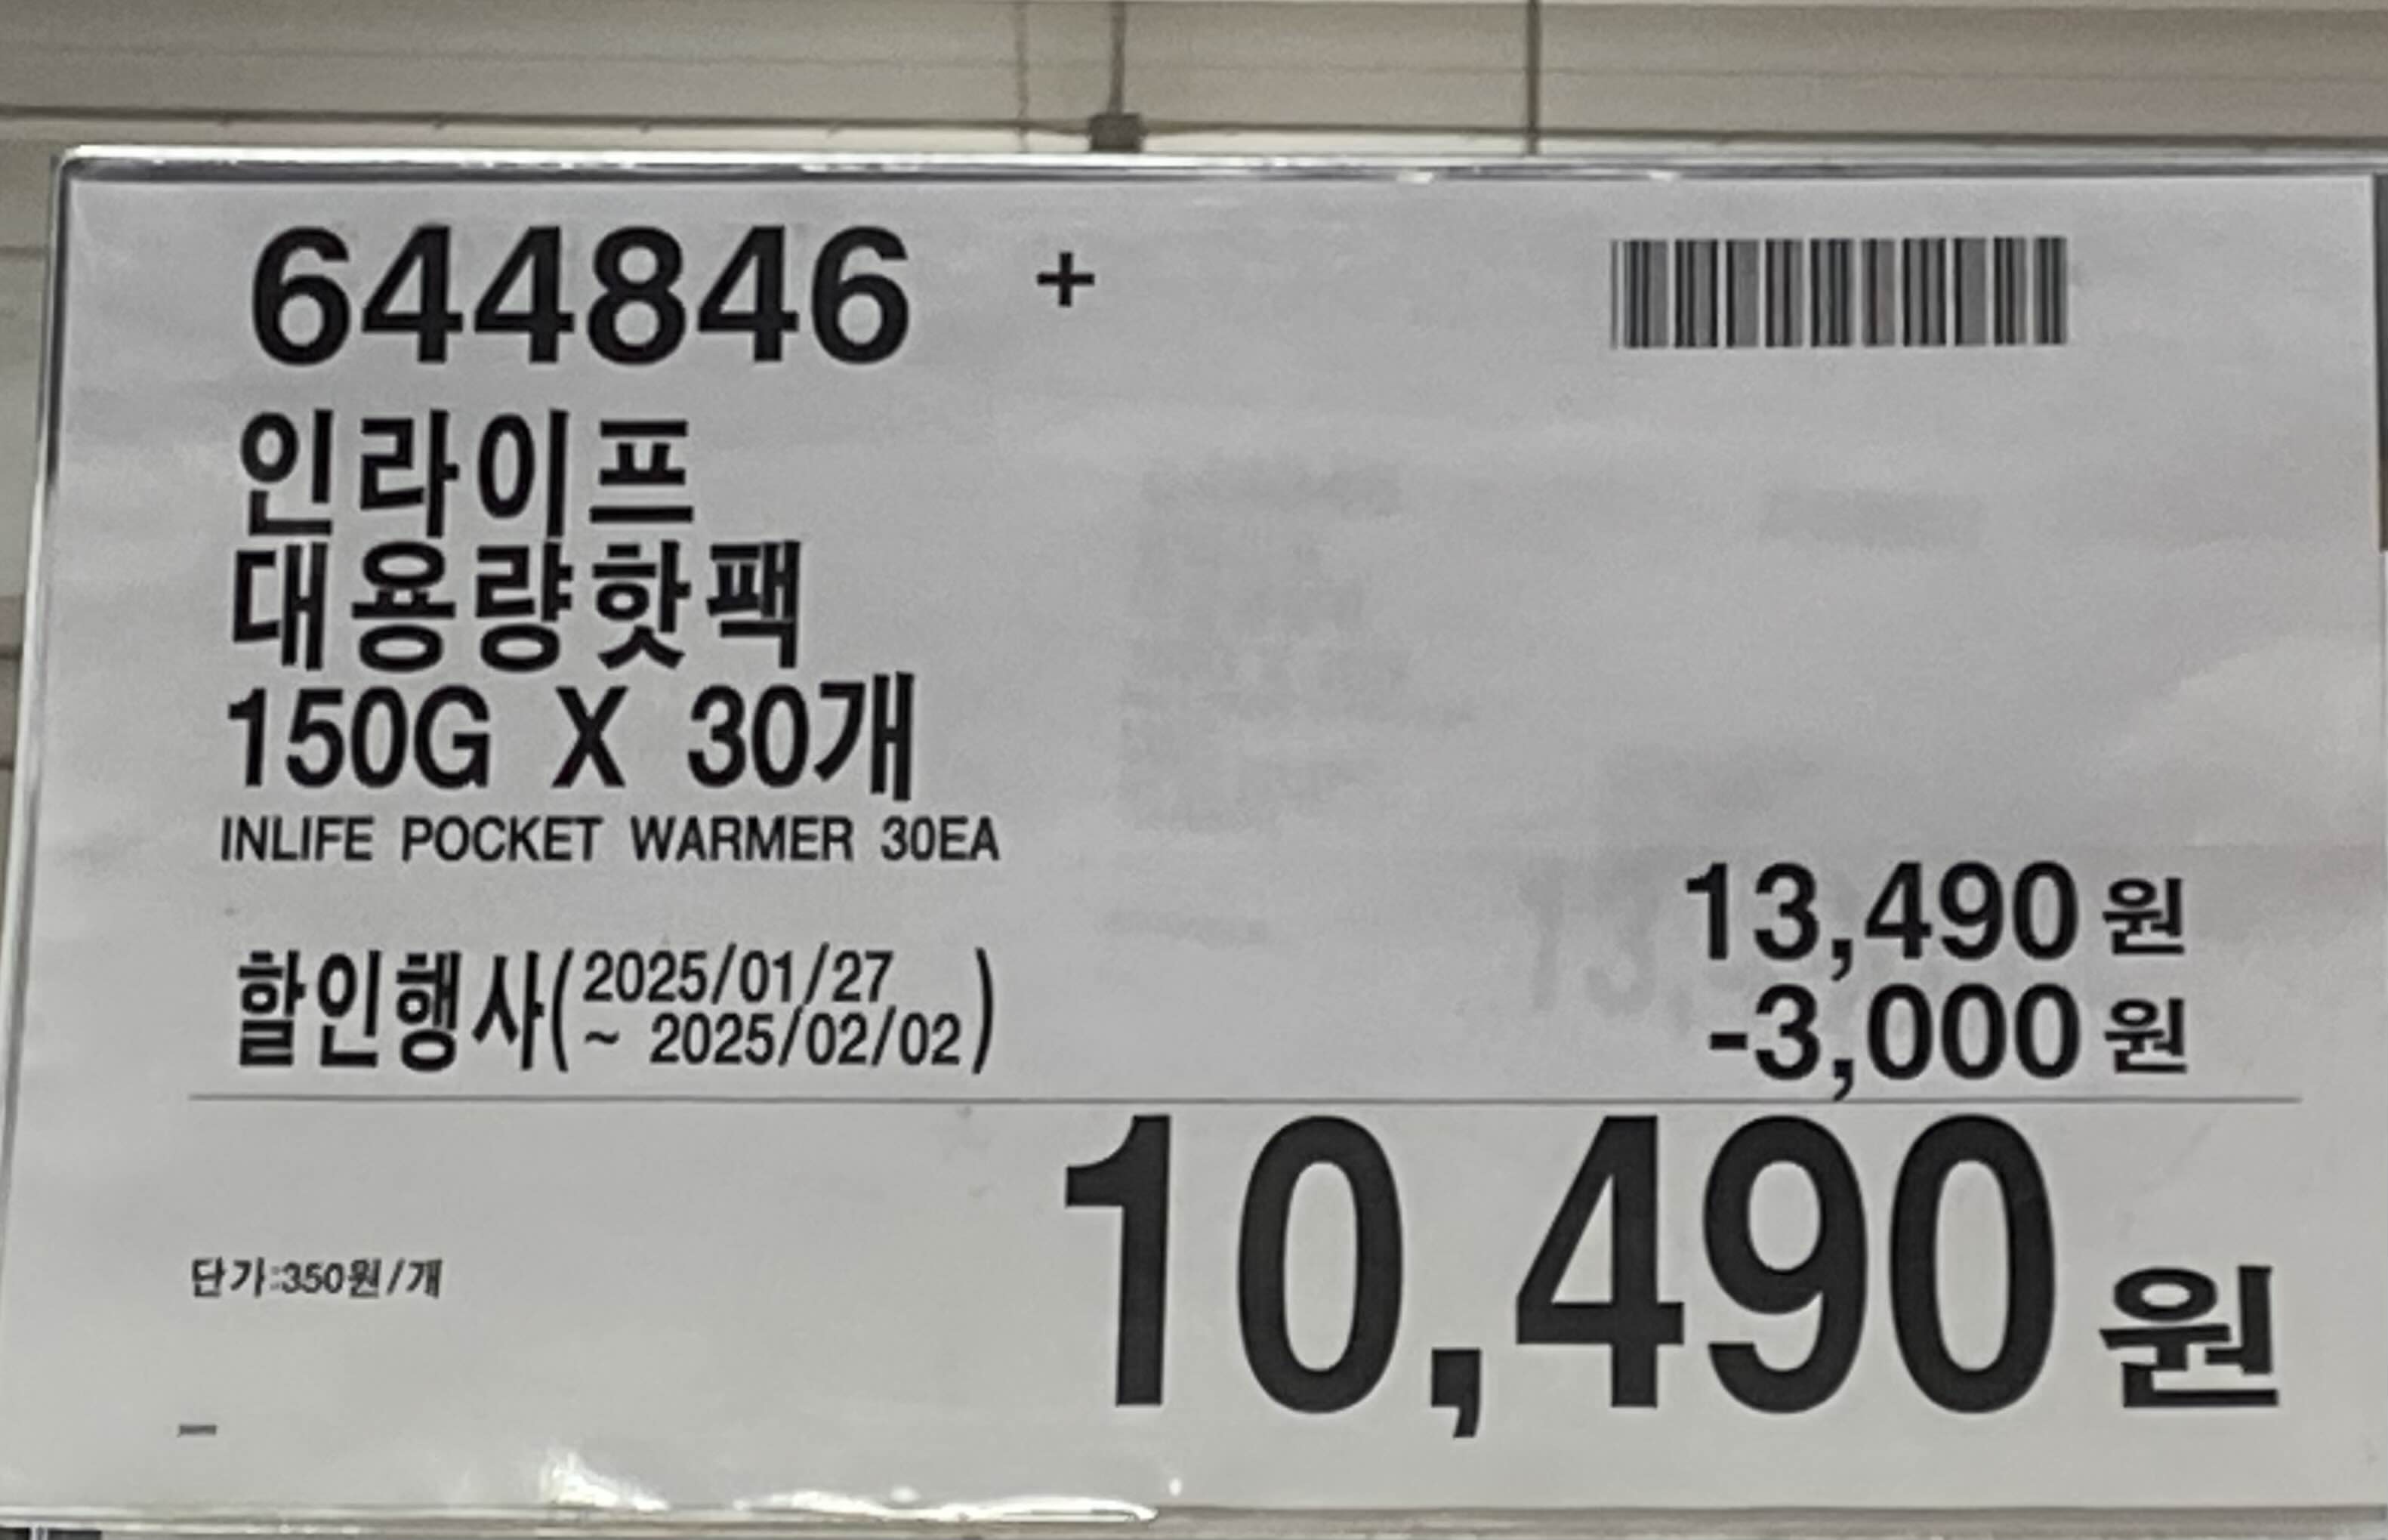 644846 +
인라이프
대용량핫팩
150G X 30개
INLIFE POCKET WARMER 30EA
13,490원
할인행사(2025/01/27
~ 2025/02/02)
-3,000원
10,490원
단가:350원/개